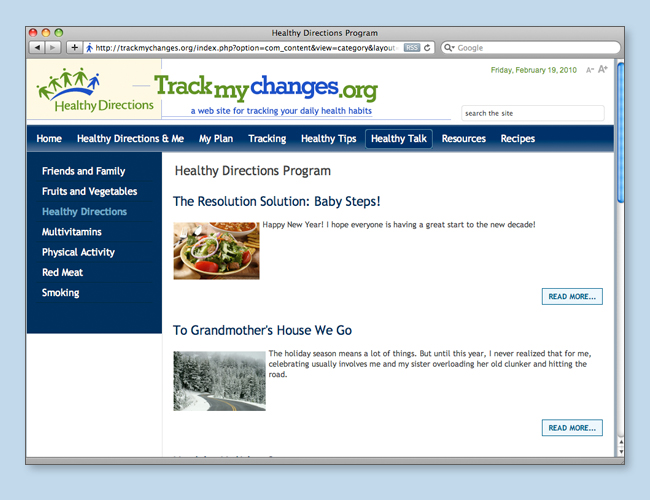 Healthy Directions Program
http://trackmychanges.org/index.php?option=com_content&view=category&layout
RSS
Google
Friday, February 19, 2010
A- A+
Healthy Directions
Trackmychanges.org
a web site for tracking your daily health habits
search the site
Home Healthy Directions & Me My Plan Tracking Healthy Tips Healthy Talk Resources Recipes
Friends and Family
Fruits and Vegetables
Healthy Directions
Multivitamins
Physical Activity
Red Meat
Smoking
Healthy Directions Program
The Resolution Solution: Baby Steps!
Happy New Year! I hope everyone is having a great start to the new decade!
READ MORE...
To Grandmother's House We Go
The holiday season means a lot of things. But until this year, I never realized that for me,
celebrating usually involves me and my sister overloading her old clunker and hitting the
road.
READ MORE...